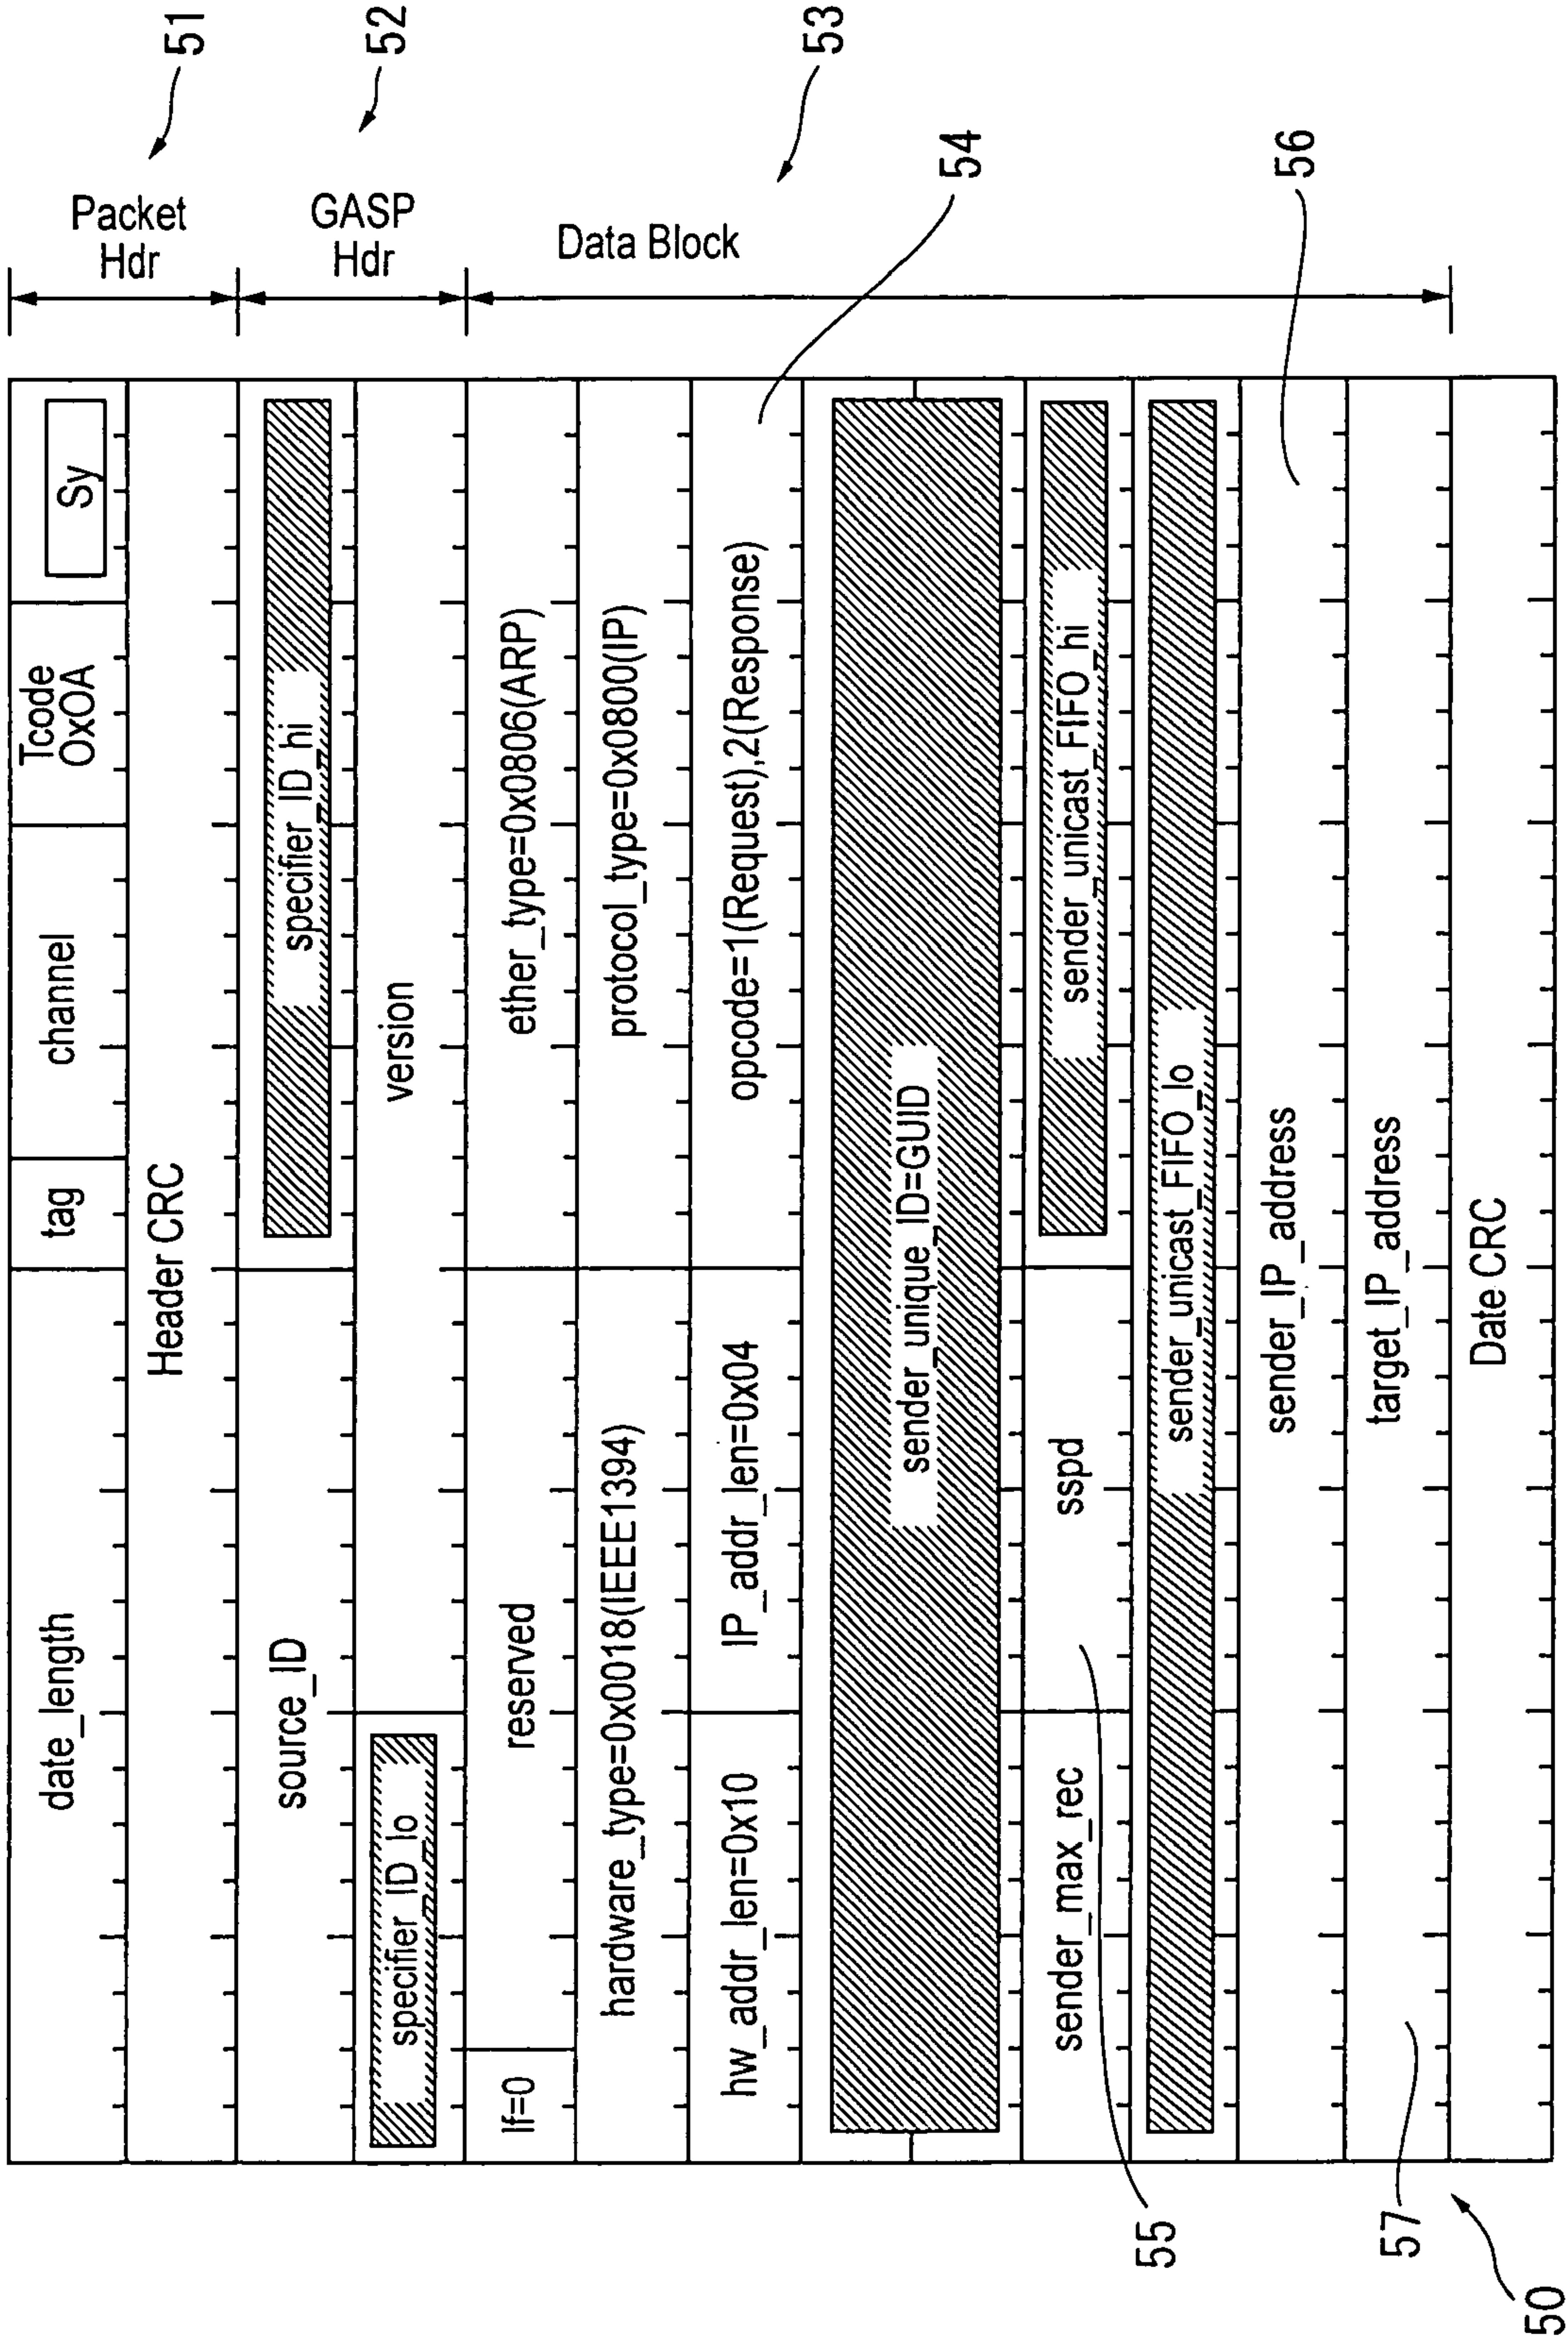 date_length
tag
channel
Tcode
OxOA
Sy
Packet
Hdr
51
Header CRC
source_ID
specifier_ID_hi
GASP
Hdr
52
specifier_ID_lo
version
lf=0
reserved
ether_type=0x0806(ARP)
Data Block
53
hardware_type=0x0018(IEEE1394)
protocol_type=0x0800(IP)
hw_addr_len=0x10
IP_addr_len=0x04
opcode=1(Request),2(Response)
54
sender_unique_ID=GUID
sender_max_rec
sspd
sender_unicast_FIFO_hi
55
sender_unicast_FIFO_lo
sender_IP_address
56
target_IP_address
57
Date CRC
50